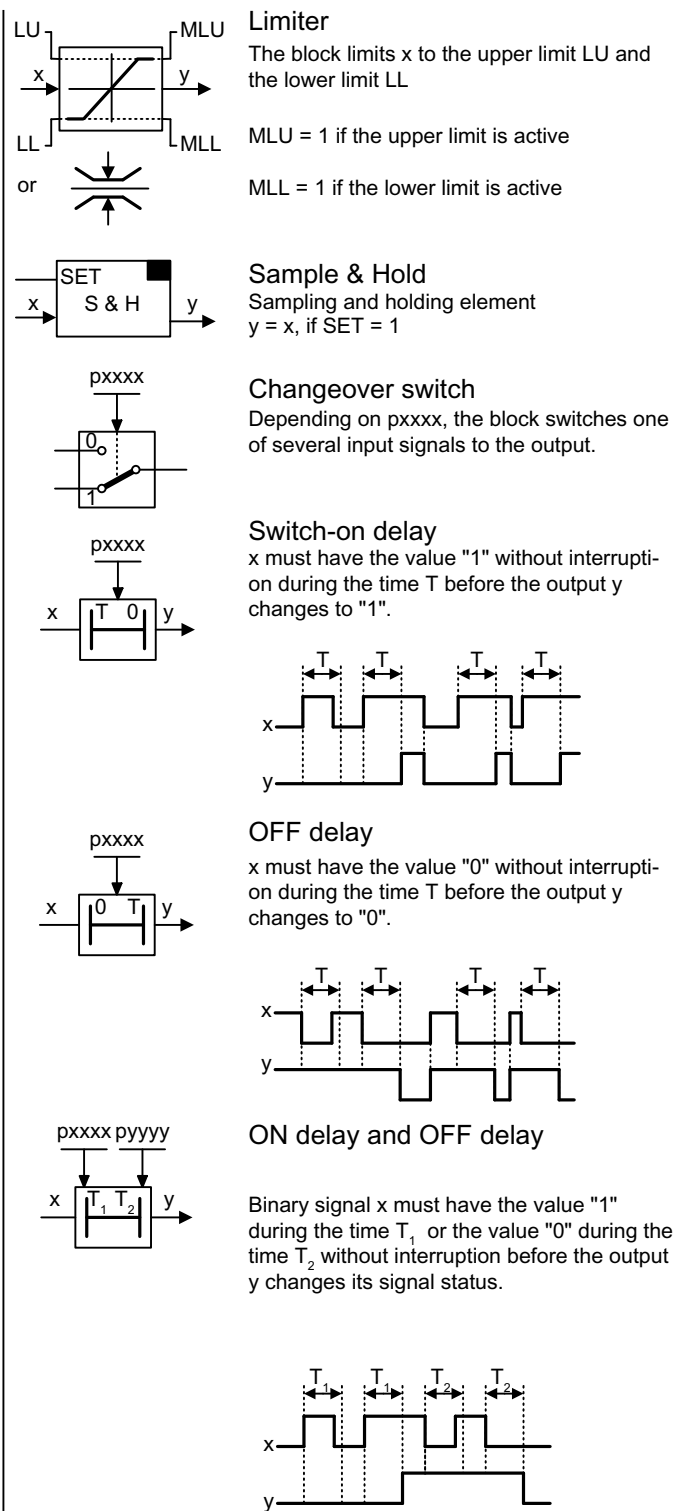 Limiter
LU
MLU
The block limits x to the upper limit LU and
x
y
the lower limit LL
LL
MLL
MLU = 1 if the upper limit is active
or
MLL = 1 if the lower limit is active
Sample & Hold
SET
Sampling and holding element
x
S & H
y
y = x, if SET = 1
pxxxx
Changeover switch
Depending on pxxxx, the block switches one
0
of several input signals to the output.
1
Switch-on delay
pxxxx
x must have the value "1" without interrupti-
on during the time T before the output y
x
T 0
y
changes to "1".
T T T T
x
y
OFF delay
pxxxx
x must have the value "0" without interrupti-
on during the time T before the output y
x
0 T
y
changes to "0".
T T T T
x
y
pxxxx pyyyy
ON delay and OFF delay
x
T1 T2
y
Binary signal x must have the value "1"
during the time T1 or the value "0" during the
time T2 without interruption before the output
y changes its signal status.
T1 T1 T2 T2
x
y